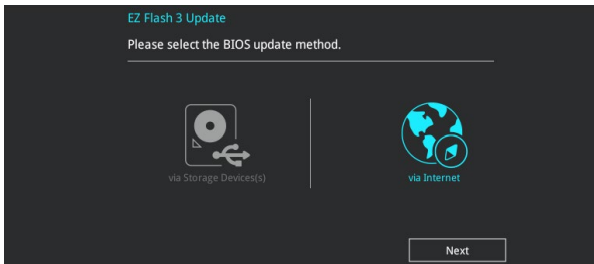 EZ Flash 3 Update
Please select the BIOS update method.
via Storage Devices(s)
via Internet
Next